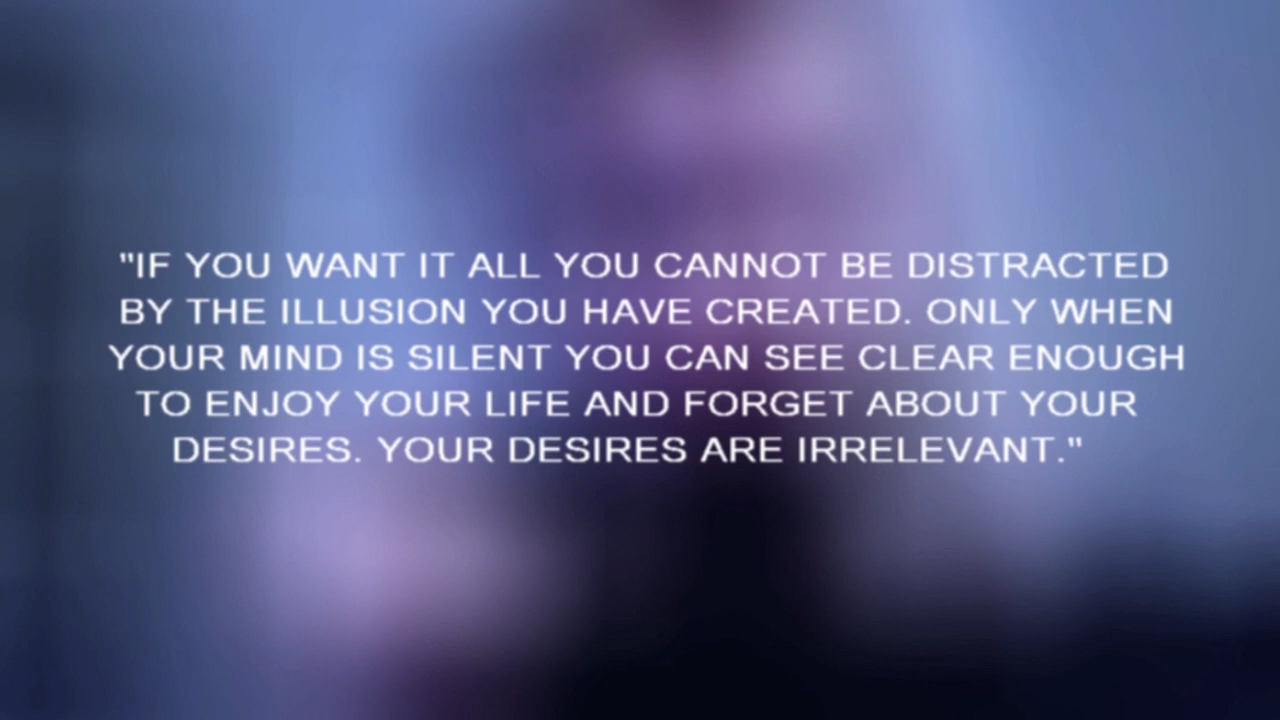 "IF YOU WANT IT ALL YOU CANNOT BE DISTRACTED
BY THE ILLUSION YOU HAVE CREATED. ONLY WHEN
YOUR MIND IS SILENT YOU CAN SEE CLEAR ENOUGH
TO ENJOY YOUR LIFE AND FORGET ABOUT YOUR
DESIRES. YOUR DESIRES ARE IRRELEVANT."